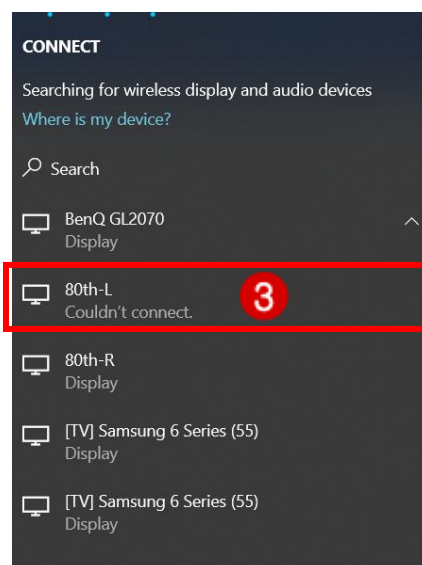 CONNECT
Searching for wireless display and audio devices
Where is my device?
Search
BenQ GL2070
Display
80th-L
Couldn't connect.
3
80th-R
Display
[TV] Samsung 6 Series (55)
Display
[TV] Samsung 6 Series (55)
Display